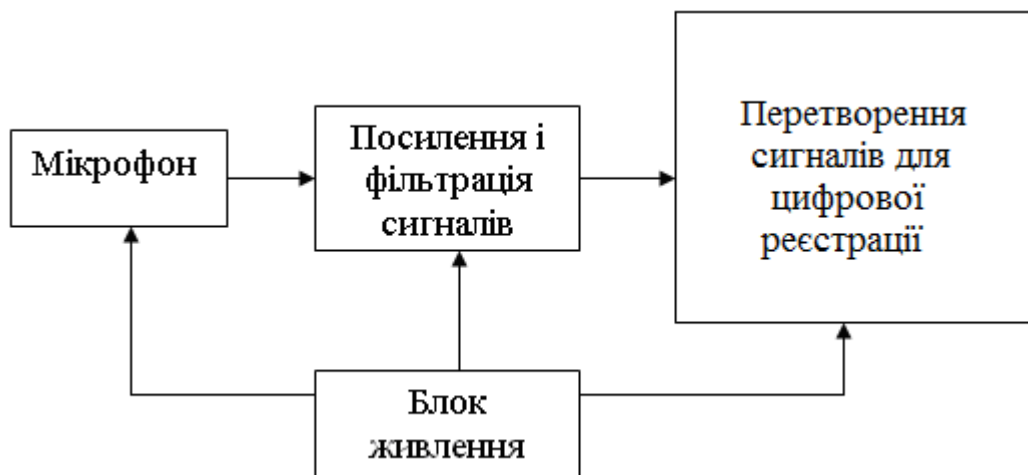 Мікрофон
Посилення і
фільтрація
сигналів
Перетворення
сигналів для
цифрової
реєстрації
Блок
живлення